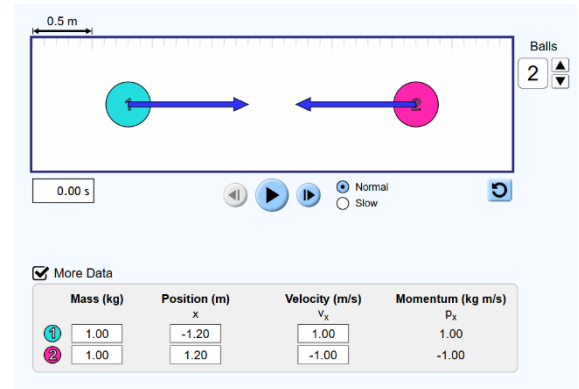 0.5 m
Balls
2
1
2
0.00 s
Normal
Slow
More Data
Mass (kg) Position (m) Velocity (m/s) Momentum (kg m/s)
x vx px
1 1.00 -1.20 1.00 1.00
2 1.00 1.20 -1.00 -1.00